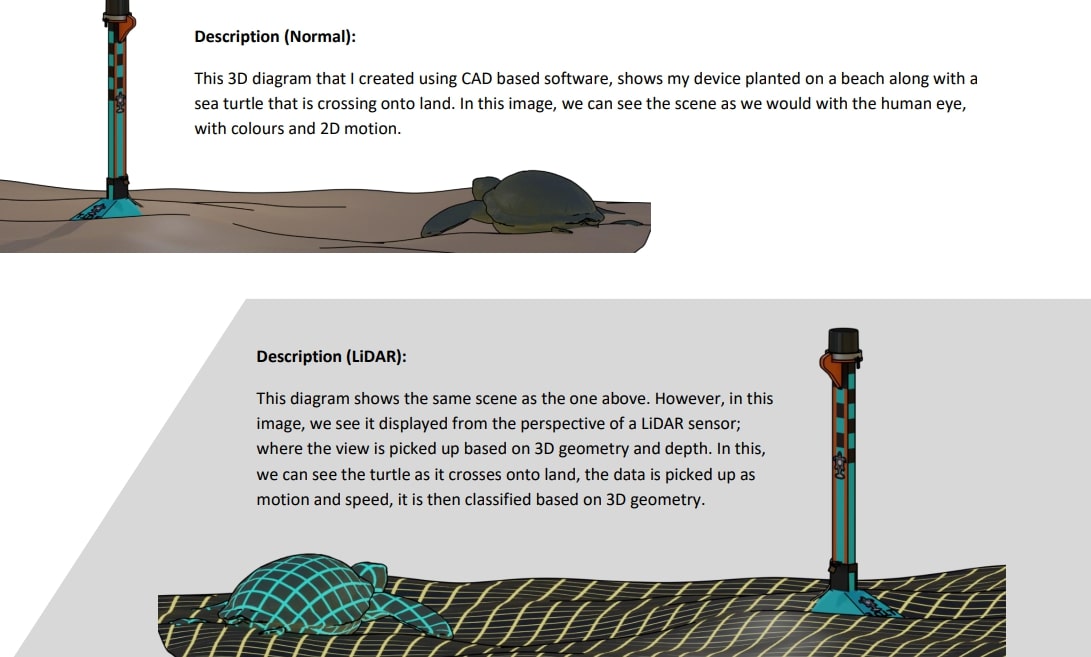 Description (Normal):
This 3D diagram that I created using CAD based software, shows my device planted on a beach along with a
sea turtle that is crossing onto land. In this image, we can see the scene as we would with the human eye,
with colours and 2D motion.
Description (LiDAR):
This diagram shows the same scene as the one above. However, in this
image, we see it displayed from the perspective of a LiDAR sensor;
where the view is picked up based on 3D geometry and depth. In this,
we can see the turtle as it crosses onto land, the data is picked up as
motion and speed, it is then classified based on 3D geometry.